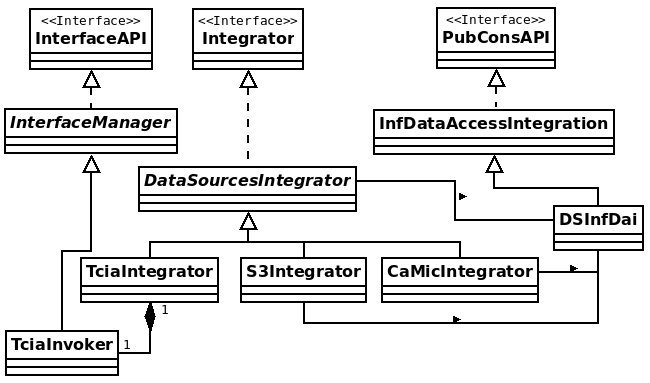 <<Interface>>
InterfaceAPI
<<Interface>>
Integrator
<<Interface>>
PubConsAPI
InterfaceManager
InfDataAccessIntegration
DataSourcesIntegrator
DSInfDai
TciaIntegrator
S3Integrator
CaMicIntegrator
1
TciaInvoker
1